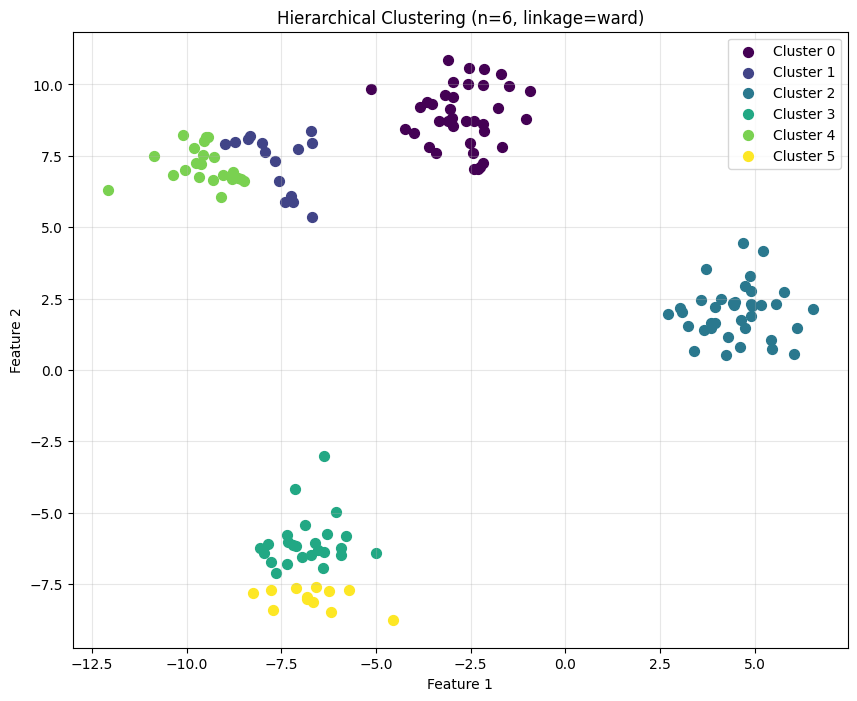 Hierarchical Clustering (n=6, linkage=ward)
Cluster 0
Cluster 1
Cluster 2
Cluster 3
Cluster 4
Cluster 5
10.0
7.5
5.0
2.5
0.0
−2.5
−5.0
−7.5
Feature 2
−12.5 −10.0 −7.5 −5.0 −2.5 0.0 2.5 5.0
Feature 1